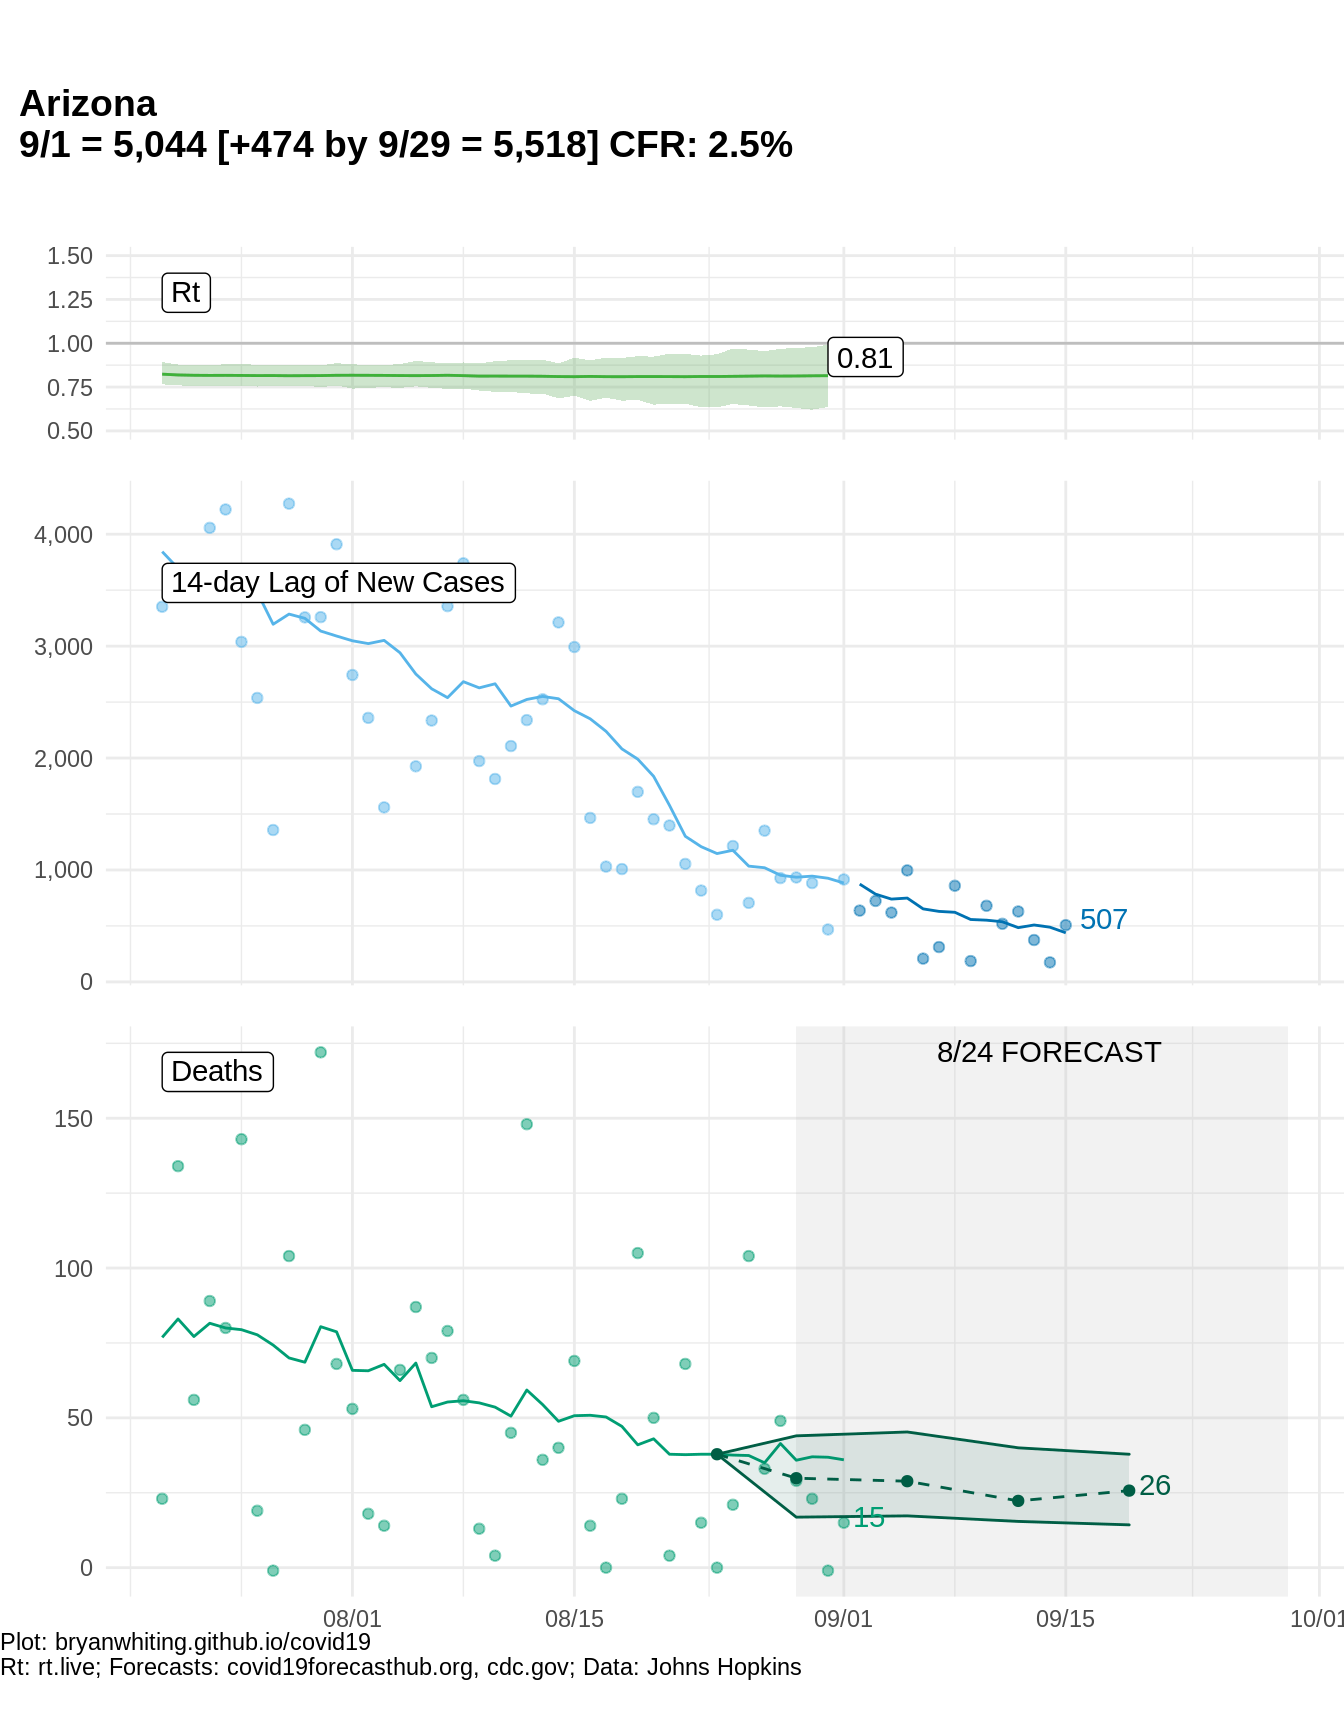 Arizona
9/1 = 5,044 [+474 by 9/29 = 5,518] CFR: 2.5%
1.50
1.25
1.00
0.75
0.50
Rt
0.81
4,000
3,000
2,000
1,000
0
14-day Lag of New Cases
507
150
100
50
0
Deaths
8/24 FORECAST
26
15
08/01 08/15 09/01 09/15 10/01
Plot: bryanwhiting.github.io/covid19
Rt: rt.live; Forecasts: covid19forecasthub.org, cdc.gov; Data: Johns Hopkins